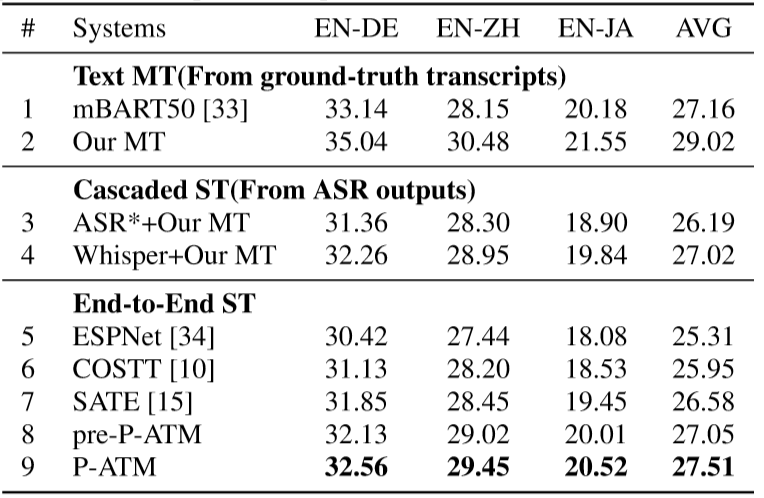 # Systems EN-DE EN-ZH EN-JA AVG
Text MT(From ground-truth transcripts)
1 mBART50 [33] 33.14 28.15 20.18 27.16
2 Our MT 35.04 30.48 21.55 29.02
Cascaded ST(From ASR outputs)
3 ASR*+Our MT 31.36 28.30 18.90 26.19
4 Whisper+Our MT 32.26 28.95 19.84 27.02
End-to-End ST
5 ESPNet [34] 30.42 27.44 18.08 25.31
6 COSTT [10] 31.13 28.20 18.53 25.95
7 SATE [15] 31.85 28.45 19.45 26.58
8 pre-P-ATM 32.13 29.02 20.01 27.05
9 P-ATM 32.56 29.45 20.52 27.51